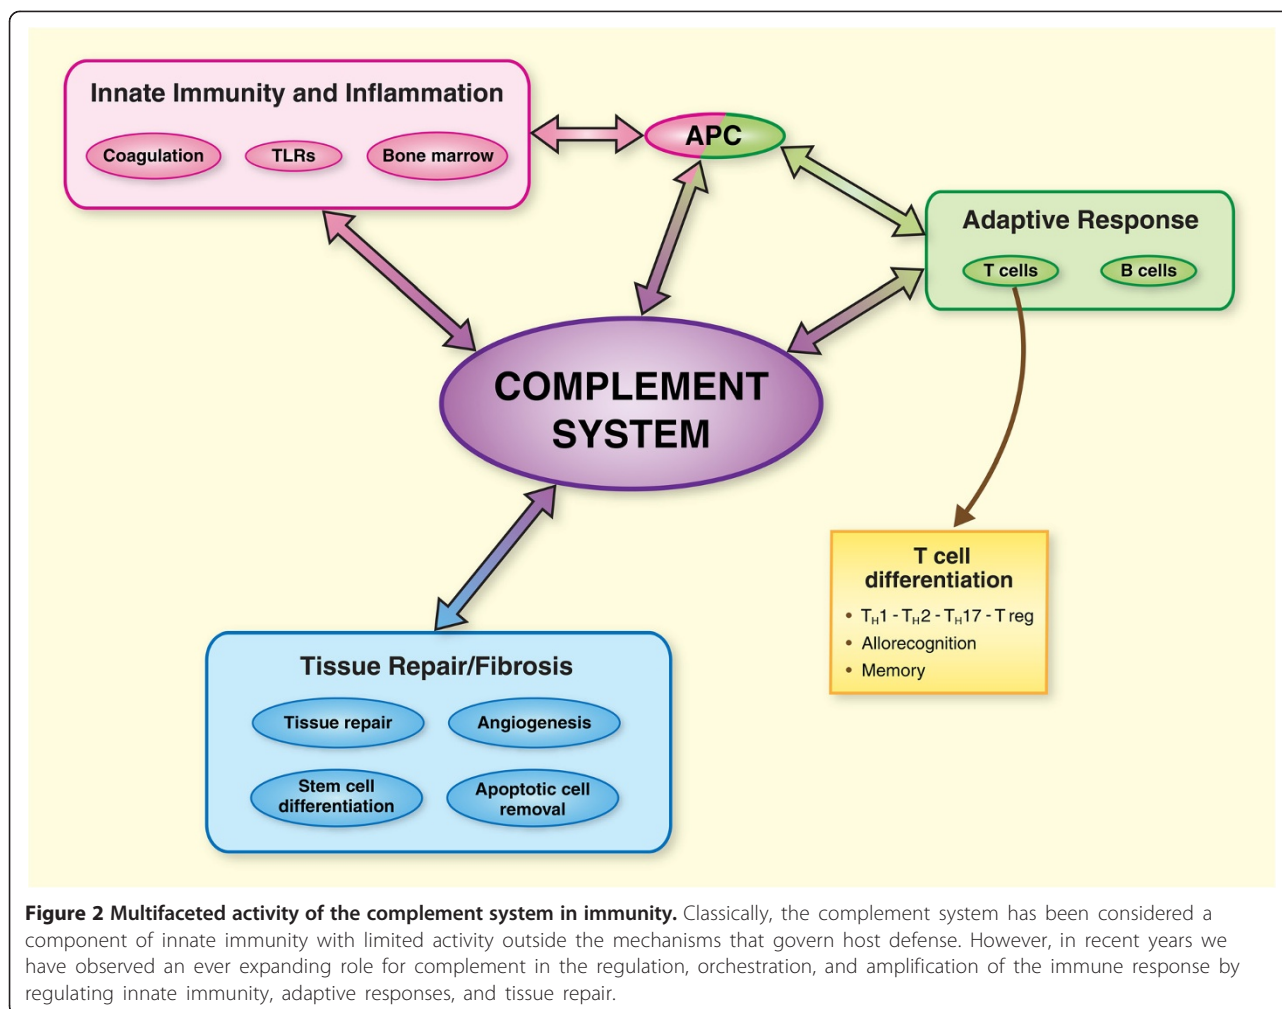 Innate Immunity and Inflammation
Coagulation
TLRs
Bone marrow
APC
Adaptive Response
T cells
B cells
COMPLEMENT
SYSTEM
T cell
differentiation
• TH1 - TH2 - TH17 - T reg
• Allorecognition
• Memory
Tissue Repair/Fibrosis
Tissue repair
Angiogenesis
Stem cell
differentiation
Apoptotic cell
removal
Figure 2 Multifaceted activity of the complement system in immunity. Classically, the complement system has been considered a
component of innate immunity with limited activity outside the mechanisms that govern host defense. However, in recent years we
have observed an ever expanding role for complement in the regulation, orchestration, and amplification of the immune response by
regulating innate immunity, adaptive responses, and tissue repair.